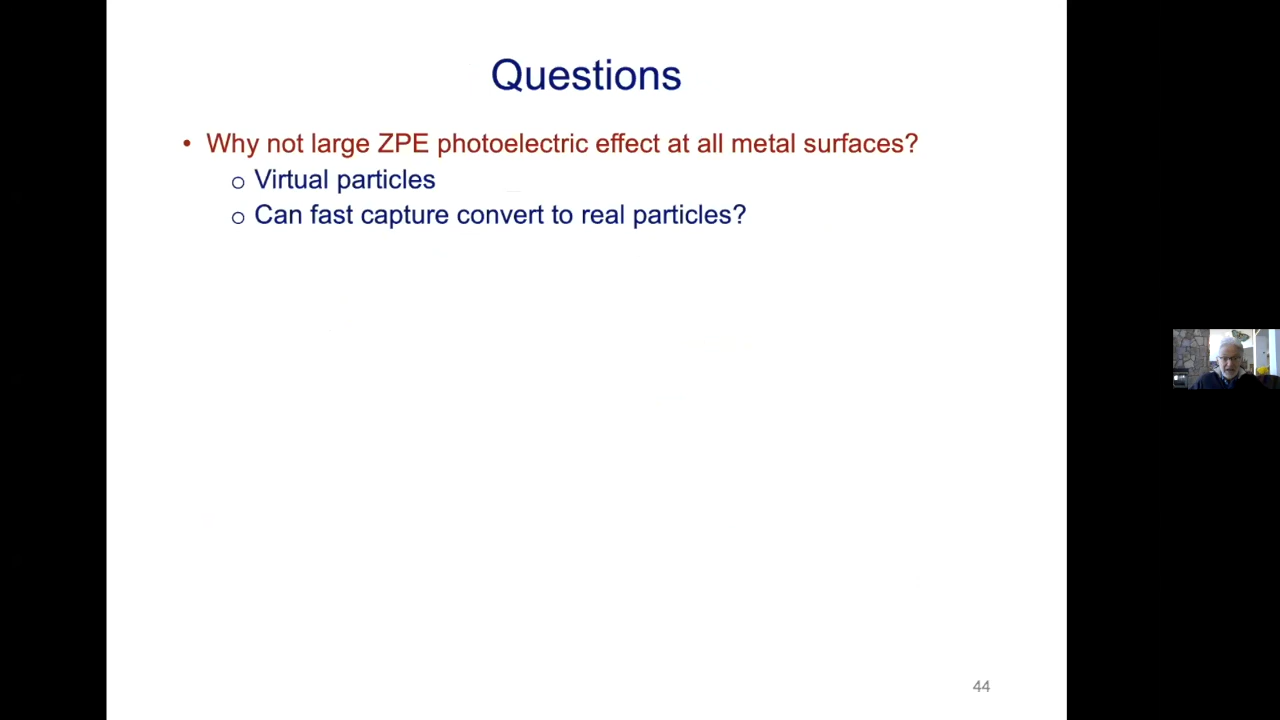 Questions
• Why not large ZPE photoelectric effect at all metal surfaces?
o Virtual particles
o Can fast capture convert to real particles?
44